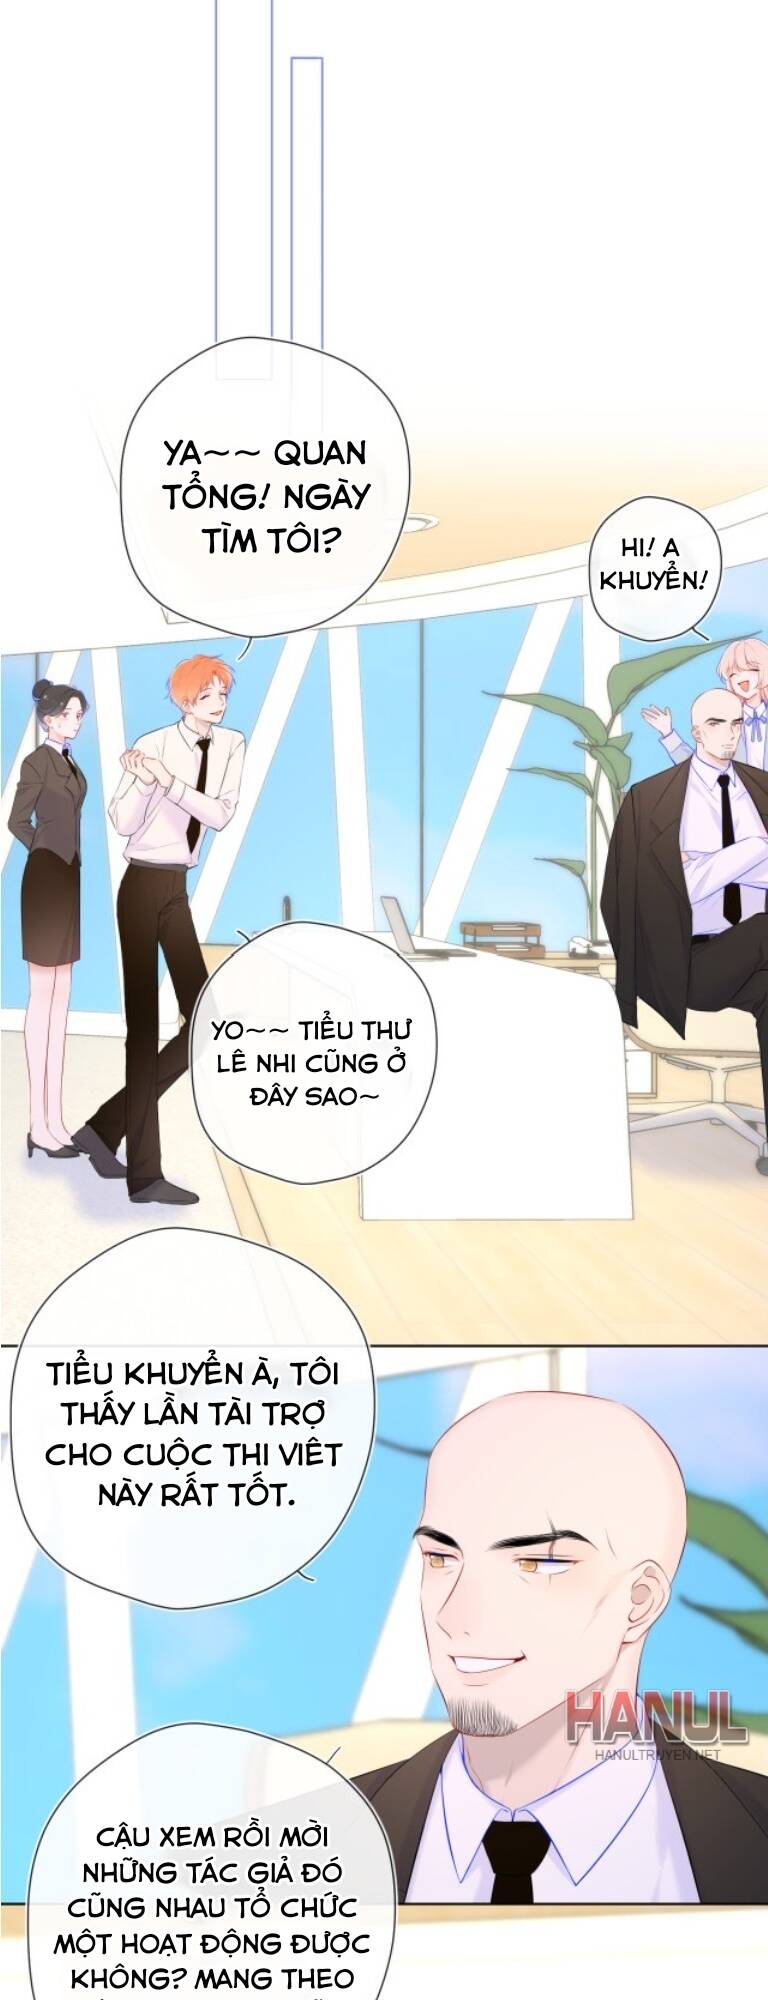 YA~~ QUAN
TỔNG! NGÀY
TÌM TÔI?
HI! A
KHUYỂN!
YO~~ TIỂU THƯ
LÊ NHI CŨNG Ở
ĐÂY SAO~
TIỂU KHUYỂN À, TÔI
THẤY LẦN TÀI TRỢ
CHO CUỘC THI VIÊT
NÀY RẤT TỐT.
HANUL
HANULTRUYEN.NET
CẬU XEM RỒI MỜI
NHỮNG TÁC GIẢ ĐÓ
CŨNG NHAU TỔ CHỨC
MỘT HOẠT ĐỘNG ĐƯỢC
KHÔNG? MANG THEO